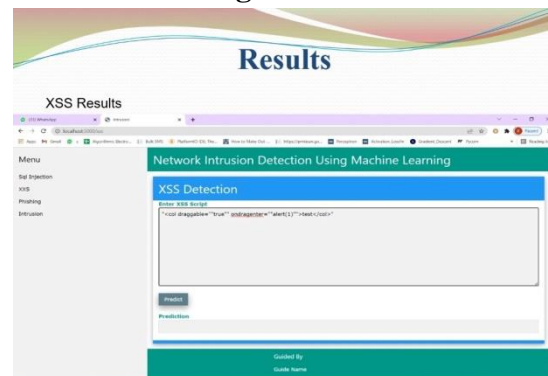 Results
XSS Results
Menu
Sql Injection
XXS
Phishing
Intrusion
Network Intrusion Detection Using Machine Learning
XSS Detection
Enter XSS Script
"<col draggable=""true"" ondragenter=""alert(1)"">test</col>"
Predict
Prediction
Guided By
Guide Name